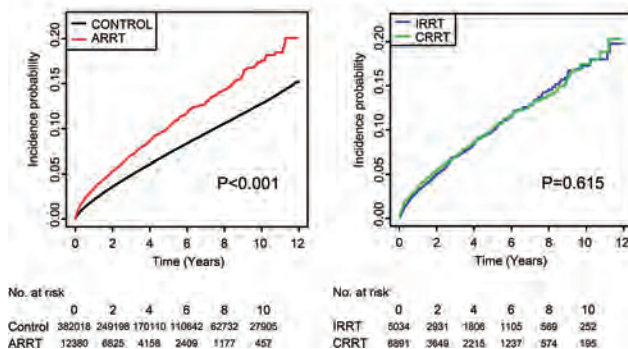 CONTROL
ARRT
Incidence probability
0.20
0.15
0.10
0.05
0.00
P<0.001
0 2 4 6 8 10 12
Time (Years)
No. at risk
0 2 4 6 8 10
Control 382018 249198 170110 110642 62732 27905
ARRT 12380 6825 4158 2409 1177 457
IRRT
CRRT
Incidence probability
0.20
0.15
0.10
0.05
0.00
P=0.615
0 2 4 6 8 10 12
Time (Years)
No. at risk
0 2 4 6 8 10
IRRT 5034 2931 1806 1105 569 252
CRRT 6891 3649 2215 1237 574 195